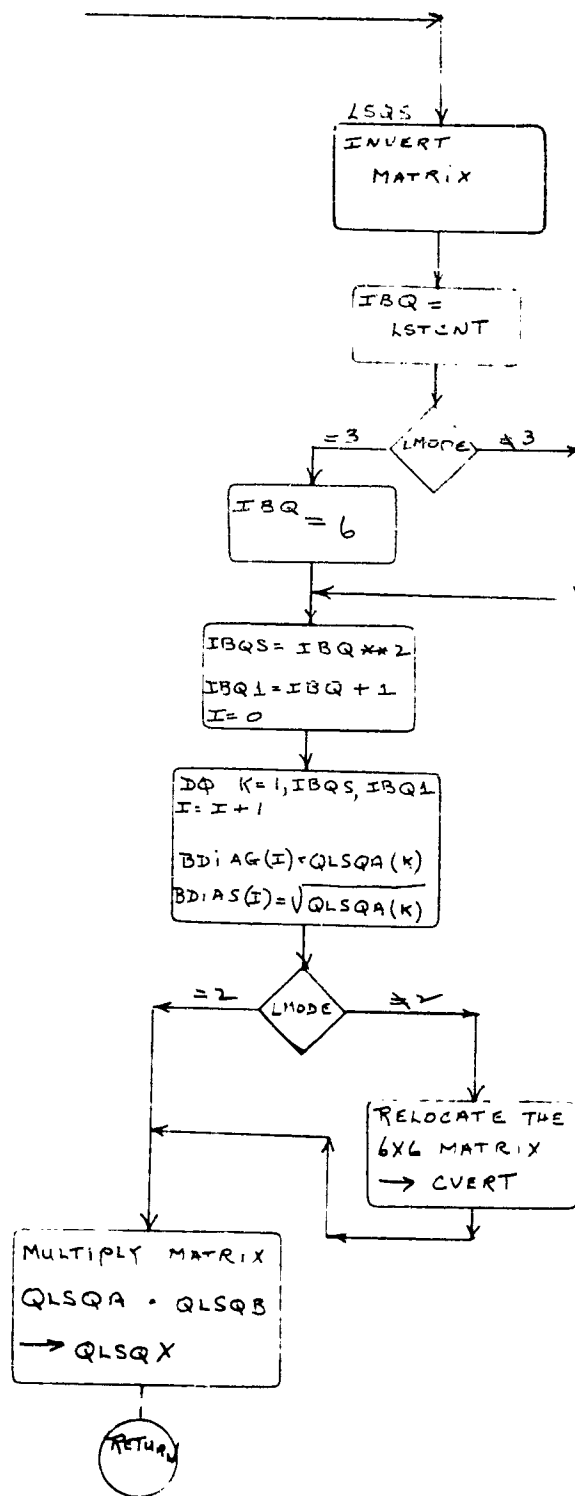 LSQS
INVERT
MATRIX
IBQ =
LSTCNT
=3
LMODE
≠3
IBQ = 6
IBQS = IBQ **2
IBQ1 = IBQ + 1
I = 0
DΦ K=1, IBQS, IBQ1
I = I + 1
BDiAG(I) = QLSQA(K)
BDiAS(I) = √QLSQA(K)
=2
LMODE
≠2
RELOCATE THE
6X6 MATRIX
→ CVERT
MULTIPLY MATRIX
QLSQA · QLSQB
→ QLSQX
RETURN